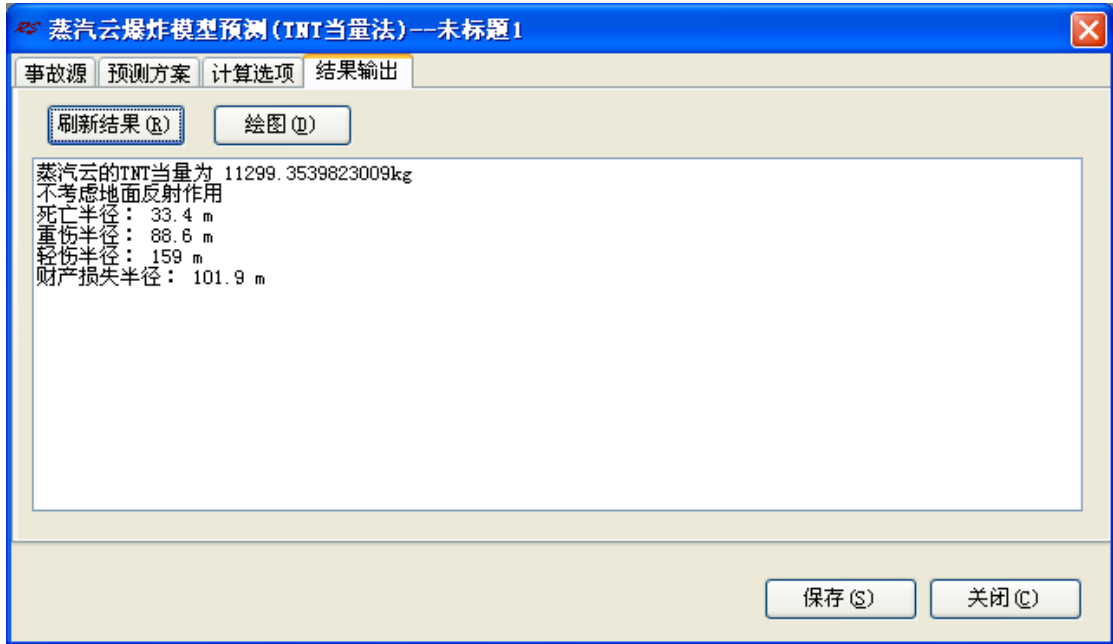 蒸汽云爆炸模型预测(TNT当量法)--未标题1
事故源 预测方案 计算选项 结果输出
刷新结果(R) 绘图(D)
蒸汽云的TNT当量为 11299.3539823009kg
不考虑地面反射作用
死亡半径： 33.4 m
重伤半径： 88.6 m
轻伤半径： 159 m
财产损失半径： 101.9 m
保存(S) 关闭(C)